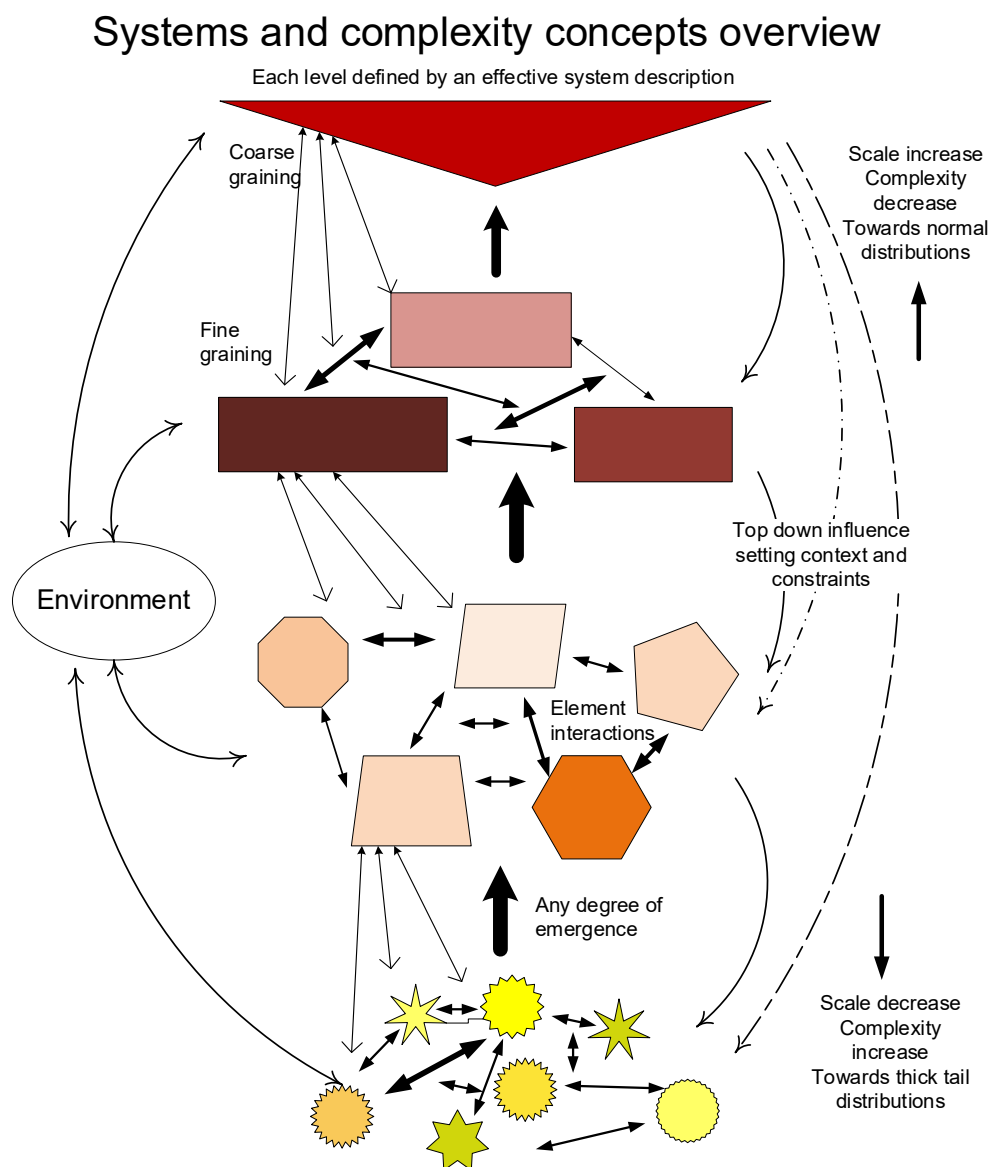 Systems and complexity concepts overview
Each level defined by an effective system description
Coarse
graining
Scale increase
Complexity
decrease
Towards normal
distributions
Fine
graining
Top down influence
setting context and
constraints
Environment
Element
interactions
Any degree of
emergence
Scale decrease
Complexity
increase
Towards thick tail
distributions